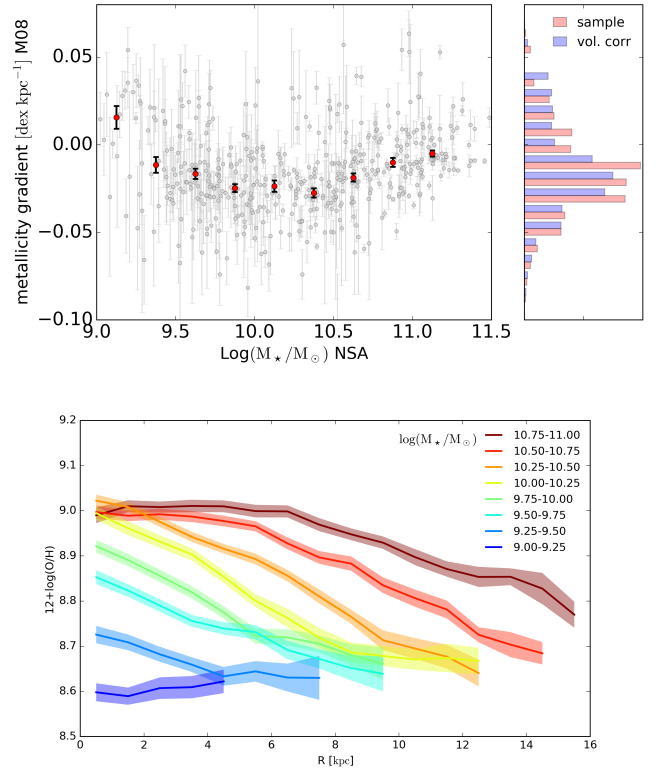 metallicity gradient [dex kpc⁻¹] M08
0.05
0.00
−0.05
−0.10
9.0 9.5 10.0 10.5 11.0 11.5
Log(M⋆/M⊙) NSA
sample
vol. corr
12+log(O/H)
9.2
9.1
9.0
8.9
8.8
8.7
8.6
8.5
0 2 4 6 8 10 12 14 16
R [kpc]
log(M⋆/M⊙)
10.75-11.00
10.50-10.75
10.25-10.50
10.00-10.25
9.75-10.00
9.50-9.75
9.25-9.50
9.00-9.25